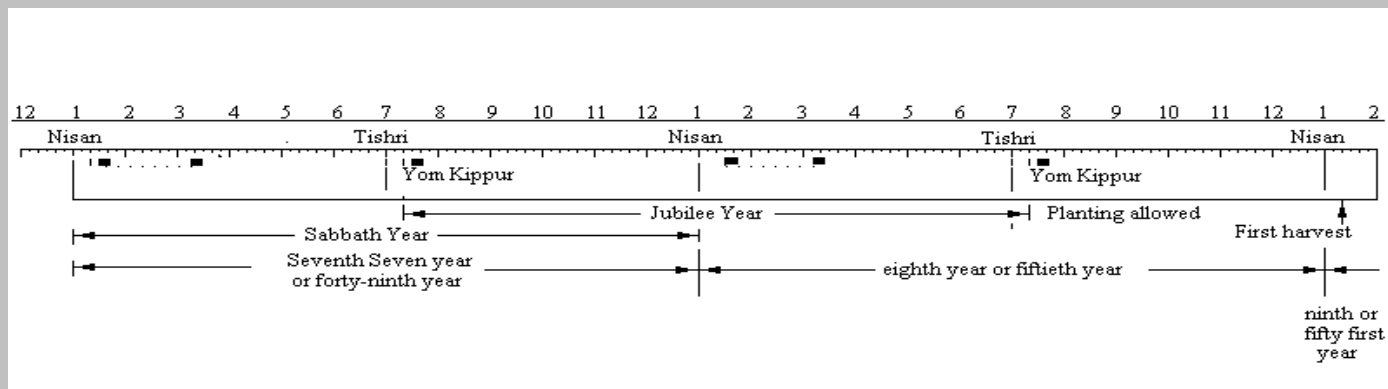 12 1 2 3 4 5 6 7 8 9 10 11 12 1 2 3 4 5 6 7 8 9 10 11 12 1 2
Nisan Tishri Nisan Tishri Nisan
Yom Kippur Yom Kippur
Jubilee Year Planting allowed
Sabbath Year First harvest
Seventh Seven year
or forty-ninth year
eighth year or fiftieth year
ninth or
fifty first
year